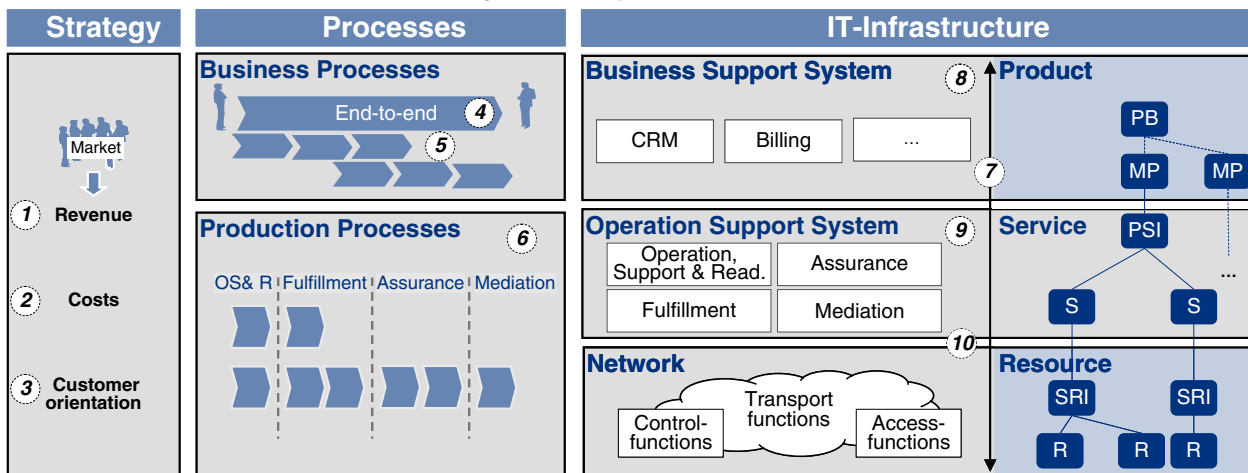 Strategy
Processes
IT-Infrastructure
Market
1 Revenue
2 Costs
3 Customer
orientation
Business Processes
End-to-end 4
5
Production Processes 6
OS& R Fulfillment Assurance Mediation
Business Support System 8
CRM Billing ...
7
Operation Support System 9
Operation,
Support & Read.
Assurance
Fulfillment Mediation
10
Network
Transport
functions
Control-
functions
Access-
functions
Product
PB
MP MP
Service
PSI
...
S S
Resource
SRI SRI
R R R